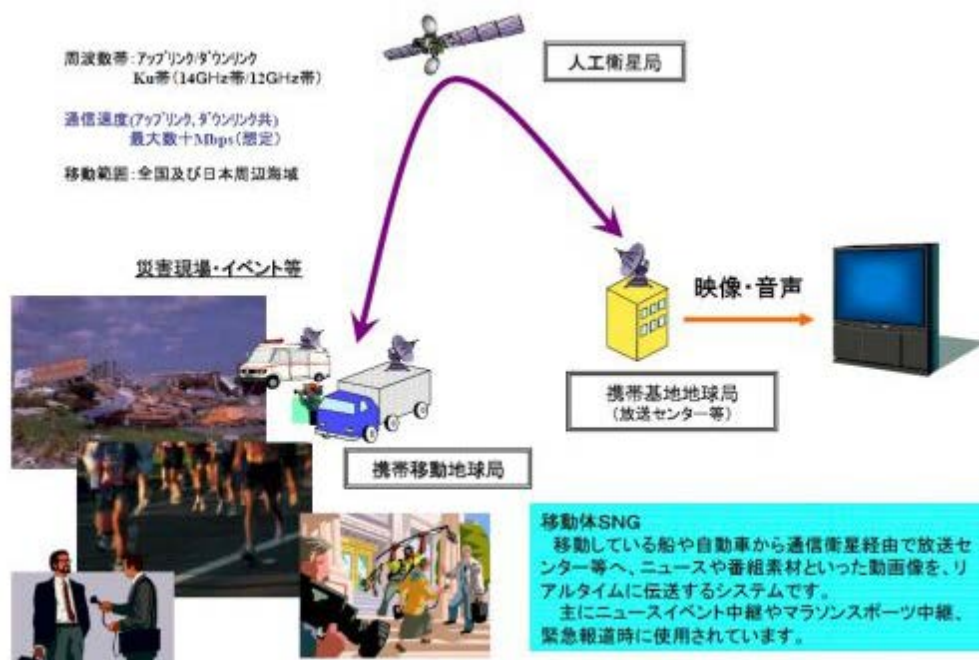 人工衛星局
周波数帯:アップリンク/ダウンリンク
Ku帯(14GHz帯/12GHz帯)
通信速度(アップリンク、ダウンリンク共)
最大数十Mbps(想定)
移動範囲:全国及び日本周辺海域
災害現場・イベント等
映像・音声
携帯基地地球局
(放送センター等)
携帯移動地球局
移動体SNG
移動している船や自動車から通信衛星経由で放送セ
ンター等へ、ニュースや番組素材といった動画像を、リ
アルタイムに伝送するシステムです。
主にニュースイベント中継やマラソンスポーツ中継、
緊急報道時に使用されています。